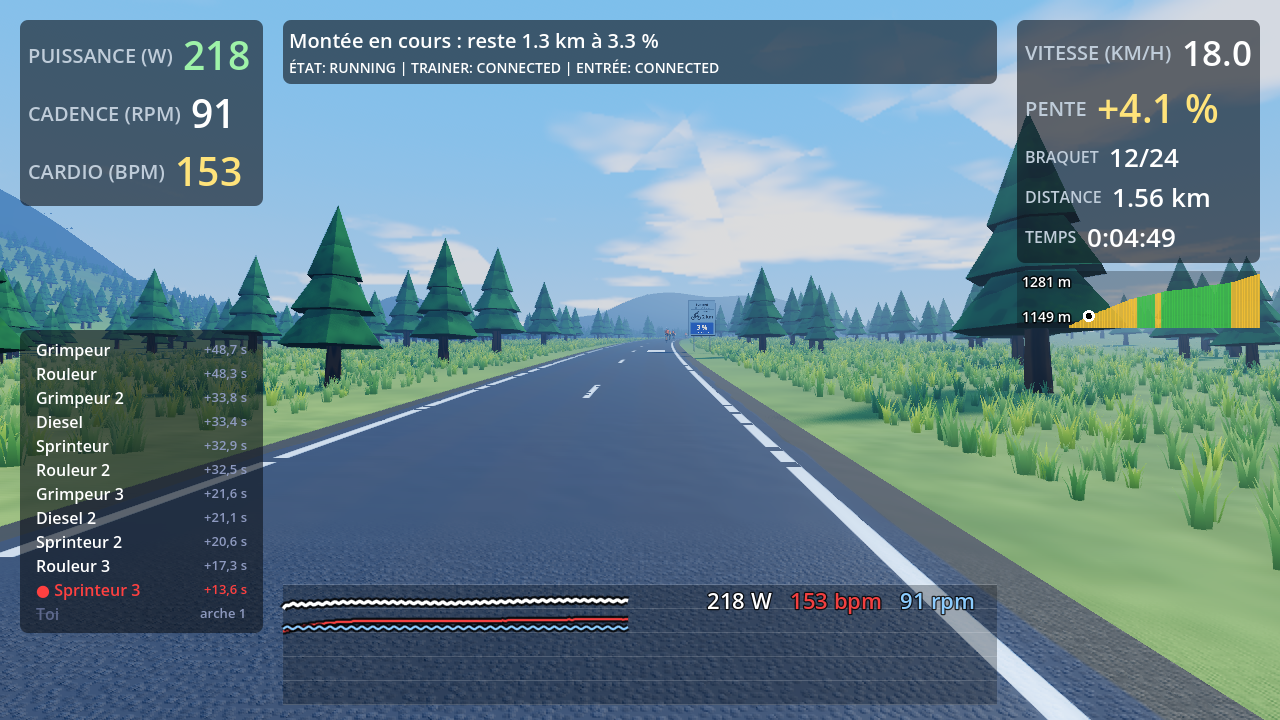 PUISSANCE (W) 218
CADENCE (RPM) 91
CARDIO (BPM) 153
Montée en cours : reste 1.3 km à 3.3 %
ÉTAT: RUNNING | TRAINER: CONNECTED | ENTRÉE: CONNECTED
VITESSE (KM/H) 18.0
PENTE +4.1 %
BRAQUET 12/24
DISTANCE 1.56 km
TEMPS 0:04:49
1281 m
1149 m
3 %
Grimpeur +48,7 s
Rouleur +48,3 s
Grimpeur 2 +33,8 s
Diesel +33,4 s
Sprinteur +32,9 s
Rouleur 2 +32,5 s
Grimpeur 3 +21,6 s
Diesel 2 +21,1 s
Sprinteur 2 +20,6 s
Rouleur 3 +17,3 s
Sprinteur 3 +13,6 s
Toi arche 1
218 W 153 bpm 91 rpm